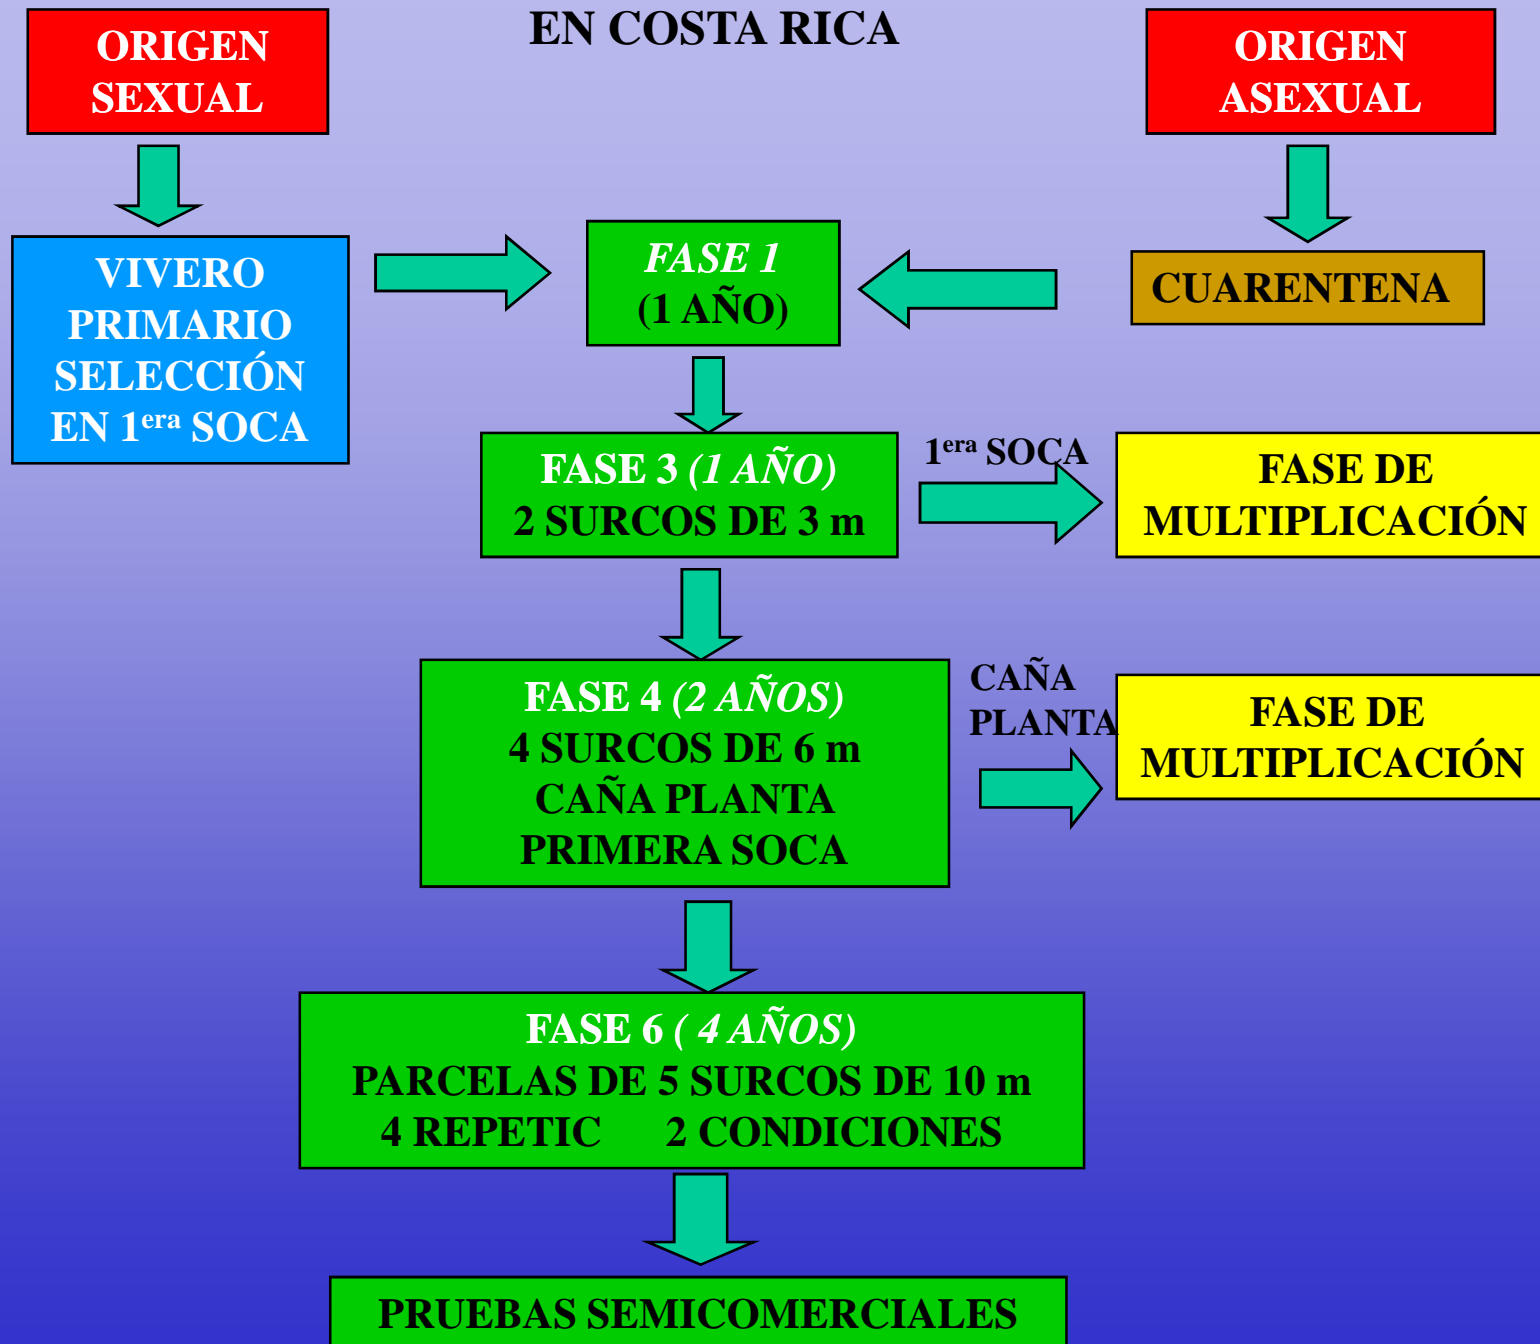 EN COSTA RICA
ORIGEN
SEXUAL
ORIGEN
ASEXUAL
VIVERO
PRIMARIO
SELECCIÓN
EN 1era SOCA
FASE 1
(1 AÑO)
CUARENTENA
FASE 3 (1 AÑO)
2 SURCOS DE 3 m
1era SOCA
FASE DE
MULTIPLICACIÓN
FASE 4 (2 AÑOS)
4 SURCOS DE 6 m
CAÑA PLANTA
PRIMERA SOCA
CAÑA
PLANTA
FASE DE
MULTIPLICACIÓN
FASE 6 ( 4 AÑOS)
PARCELAS DE 5 SURCOS DE 10 m
4 REPETIC 2 CONDICIONES
PRUEBAS SEMICOMERCIALES